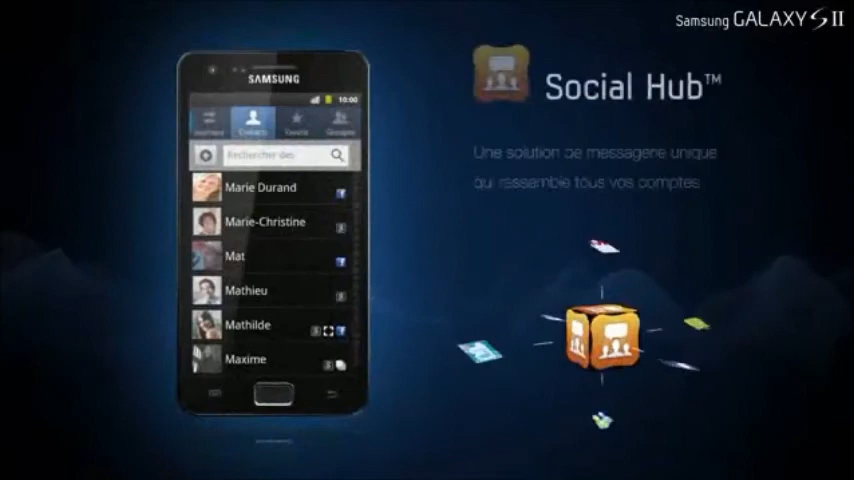 Samsung GALAXY S II
SAMSUNG
10:00
Contacts
Favoris
Groupes
Rechercher des
Marie Durand
Marie-Christine
Mat
Mathieu
Mathilde
Maxime
Social Hub™
Une solution de messagerie unique
qui rassemble tous vos comptes